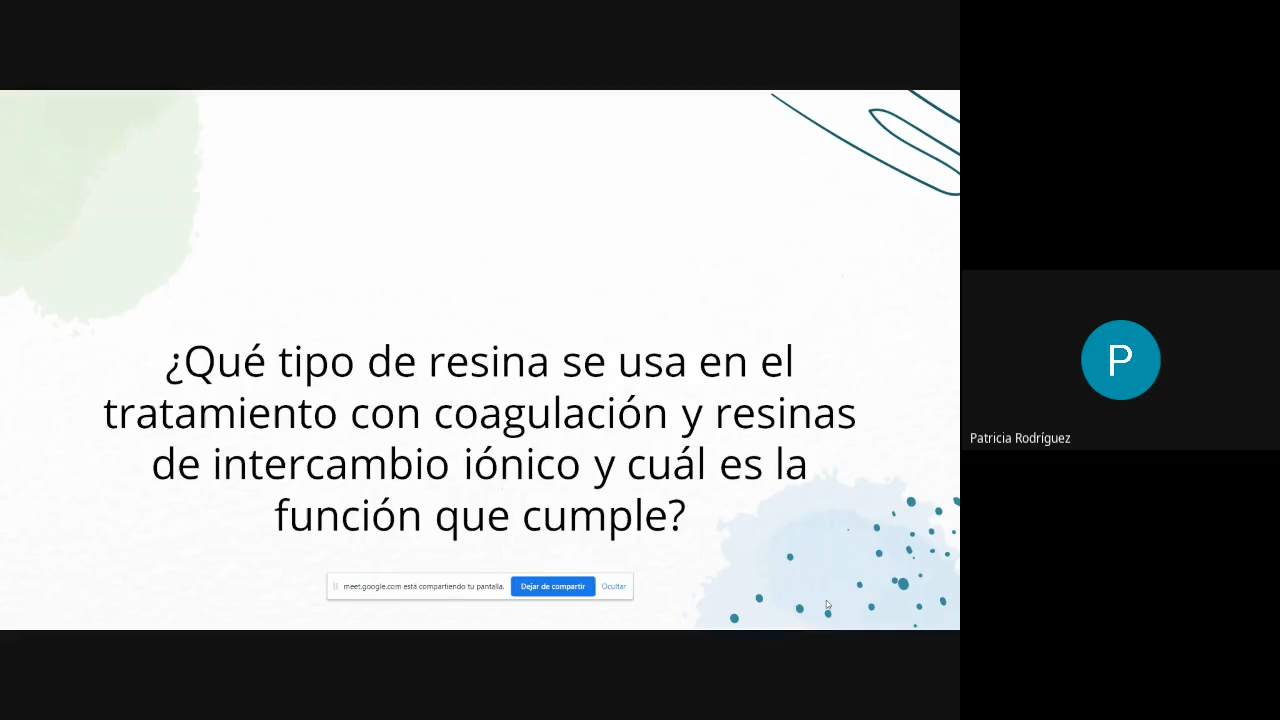 ¿Qué tipo de resina se usa en el
tratamiento con coagulación y resinas
de intercambio iónico y cuál es la
función que cumple?
meet.google.com está compartiendo tu pantalla.
Dejar de compartir
Ocultar
P
Patricia Rodríguez